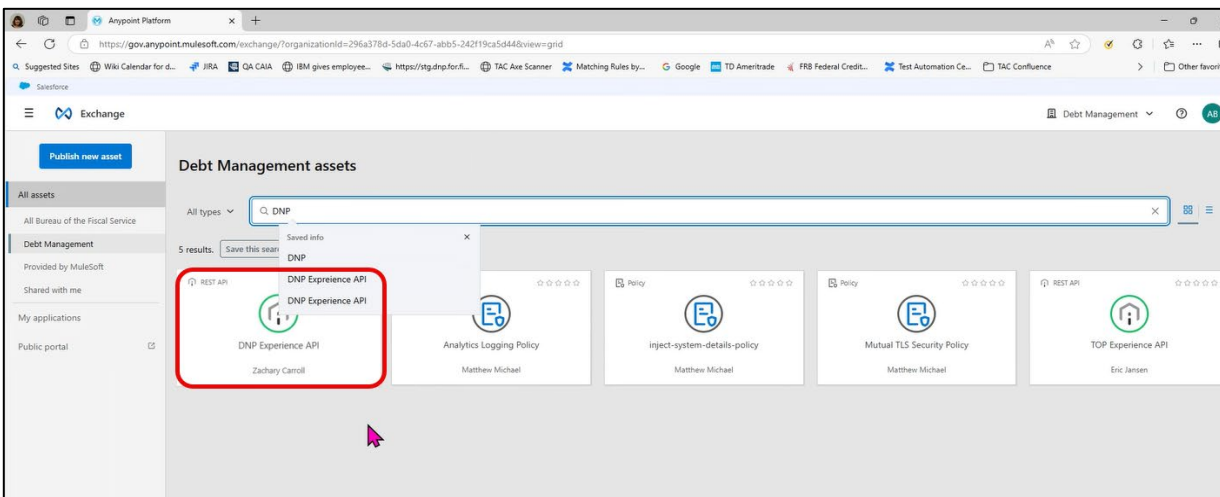 Anypoint Platform
https://gov.anypoint.mulesoft.com/exchange/?organizationId=296a378d-5da0-4c67-abb5-242f19ca5d44&view=grid
Suggested Sites Wiki Calendar for d... JIRA QA CAIA IBM gives employee... https://stg.dnp.for.fi... TAC Axe Scanner Matching Rules by... Google TD Ameritrade FRB Federal Credit... Test Automation Ce... TAC Confluence Other favori
Salesforce
Exchange Debt Management AB
Publish new asset
Debt Management assets
All assets
All Bureau of the Fiscal Service
Debt Management
Provided by MuleSoft
Shared with me
My applications
Public portal
All types DNP
5 results. Save this sear
Saved info
DNP
DNP Expreience API
DNP Experience API
REST API
DNP Experience API
Zachary Carroll
Analytics Logging Policy
Matthew Michael
Policy
inject-system-details-policy
Matthew Michael
Policy
Mutual TLS Security Policy
Matthew Michael
REST API
TOP Experience API
Eric Jansen